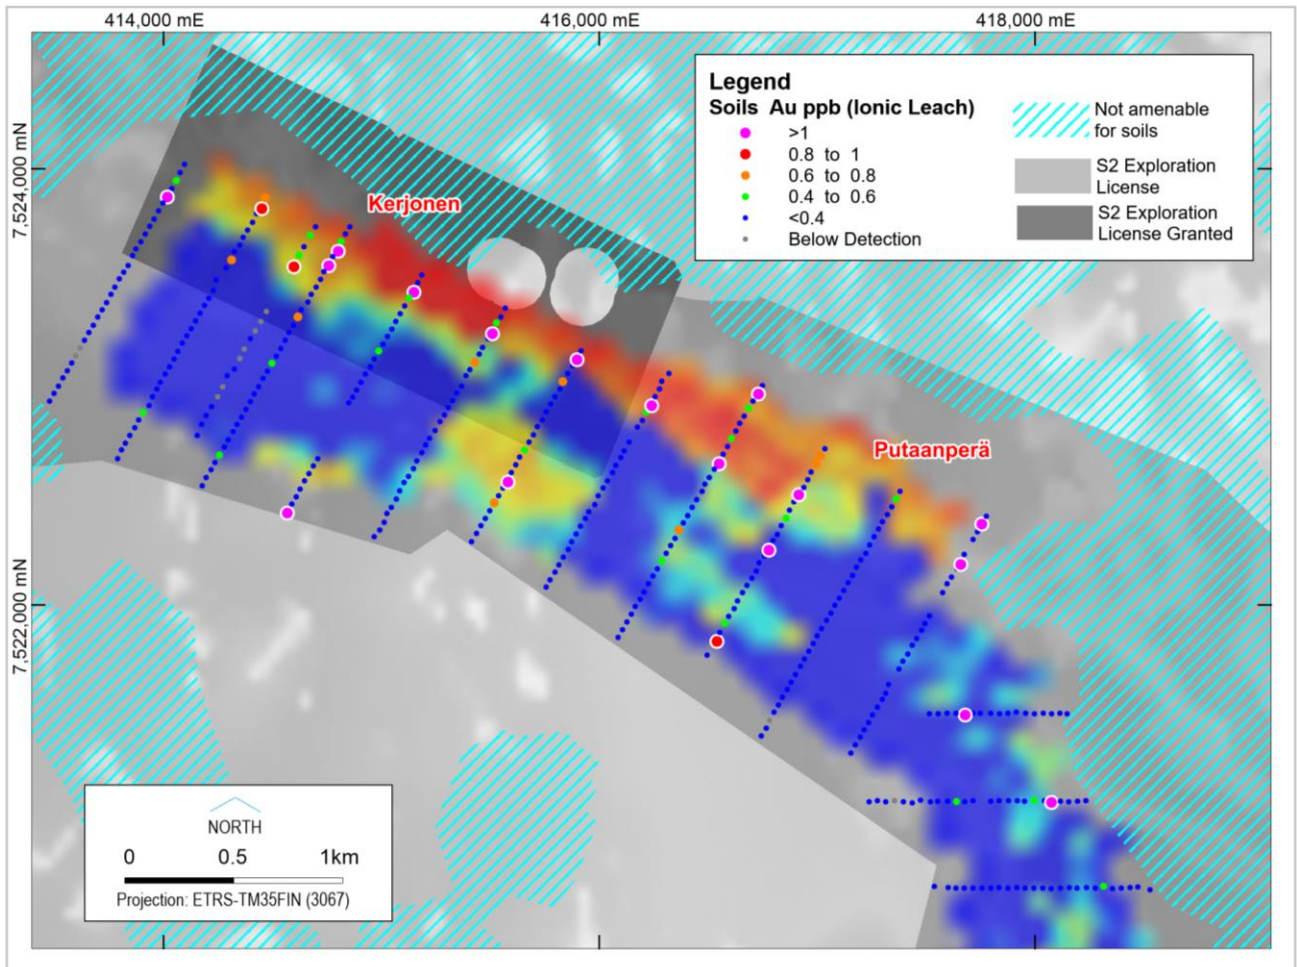 414,000 mE
416,000 mE
418,000 mE
7,524,000 mN
7,522,000 mN
Legend
Soils Au ppb (Ionic Leach)
>1
0.8 to 1
0.6 to 0.8
0.4 to 0.6
<0.4
Below Detection
Not amenable
for soils
S2 Exploration
License
S2 Exploration
License Granted
Kerjonen
Putaanperä
NORTH
0 0.5 1km
Projection: ETRS-TM35FIN (3067)